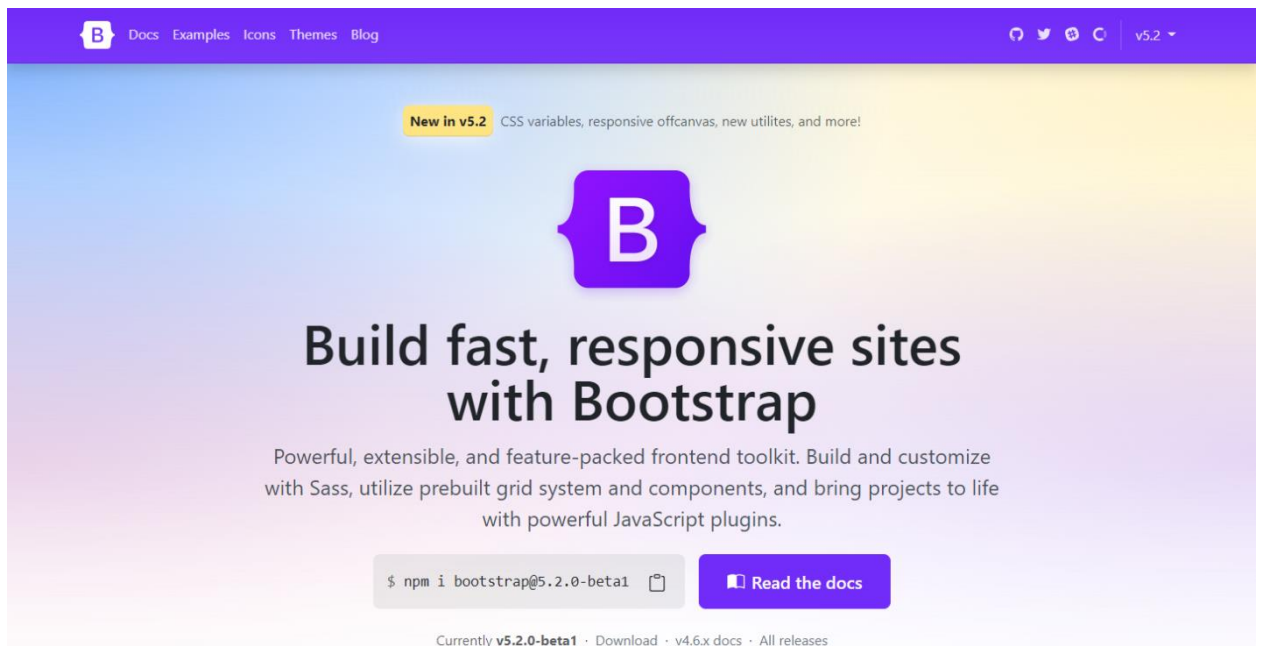 B Docs Examples Icons Themes Blog v5.2
New in v5.2 CSS variables, responsive offcanvas, new utilites, and more!
B
Build fast, responsive sites
with Bootstrap
Powerful, extensible, and feature-packed frontend toolkit. Build and customize
with Sass, utilize prebuilt grid system and components, and bring projects to life
with powerful JavaScript plugins.
$ npm i bootstrap@5.2.0-beta1 Read the docs
Currently v5.2.0-beta1 · Download · v4.6.x docs · All releases